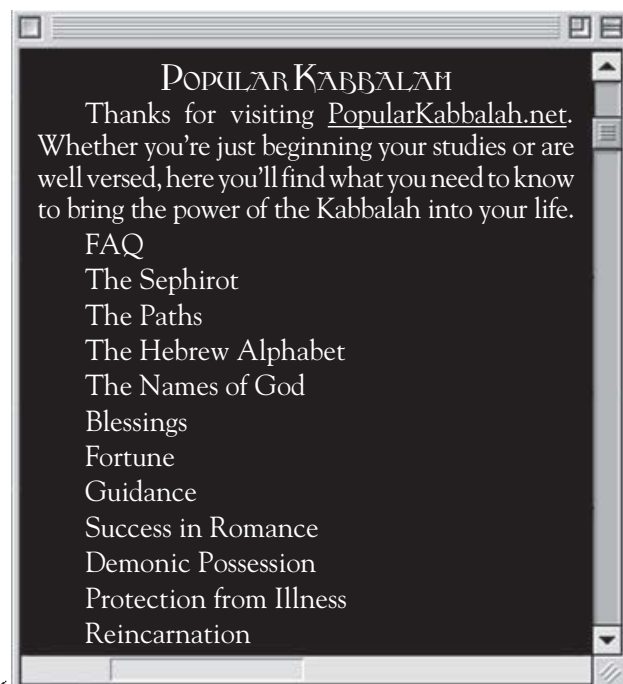 POPULAR KABBALAH
Thanks for visiting PopularKabbalah.net.
Whether you're just beginning your studies or are
well versed, here you'll find what you need to know
to bring the power of the Kabbalah into your life.
FAQ
The Sephirot
The Paths
The Hebrew Alphabet
The Names of God
Blessings
Fortune
Guidance
Success in Romance
Demonic Possession
Protection from Illness
Reincarnation